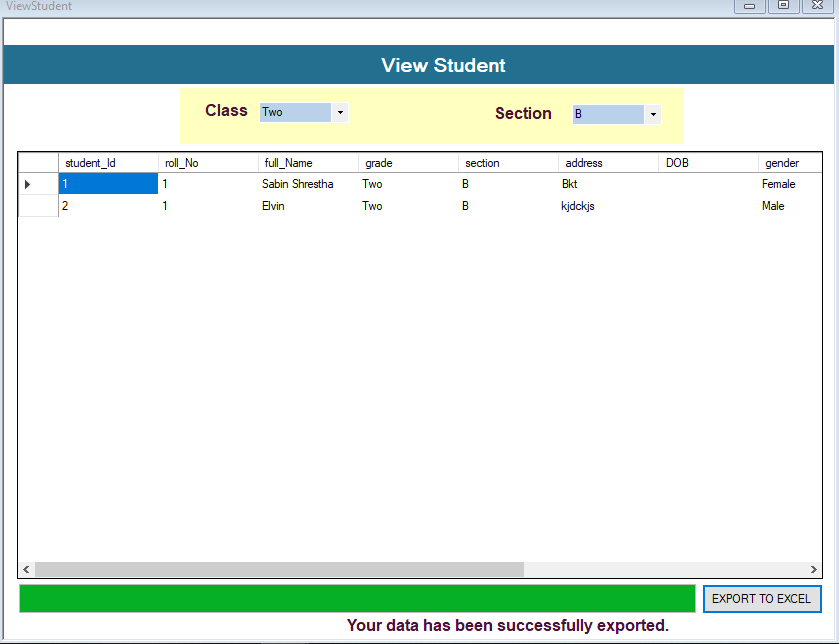 ViewStudent
View Student
Class Two Section B
student_Id roll_No full_Name grade section address DOB gender
1 1 Sabin Shrestha Two B Bkt Female
2 1 Elvin Two B kjdckjs Male
EXPORT TO EXCEL
Your data has been successfully exported.